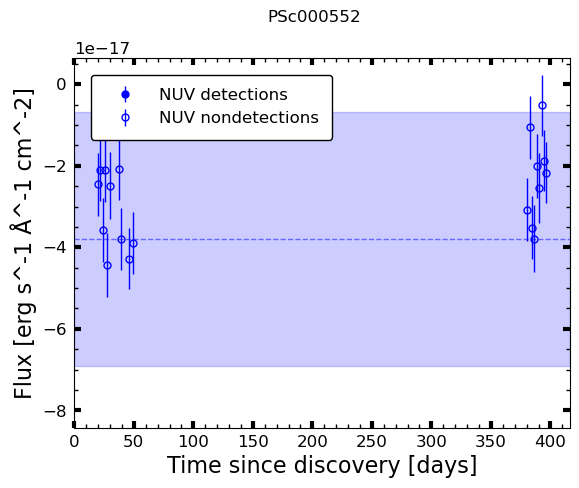 PSc000552
1e−17
NUV detections
NUV nondetections
0
−2
−4
−6
−8
Flux [erg s^-1 Å^-1 cm^-2]
0 50 100 150 200 250 300 350 400
Time since discovery [days]